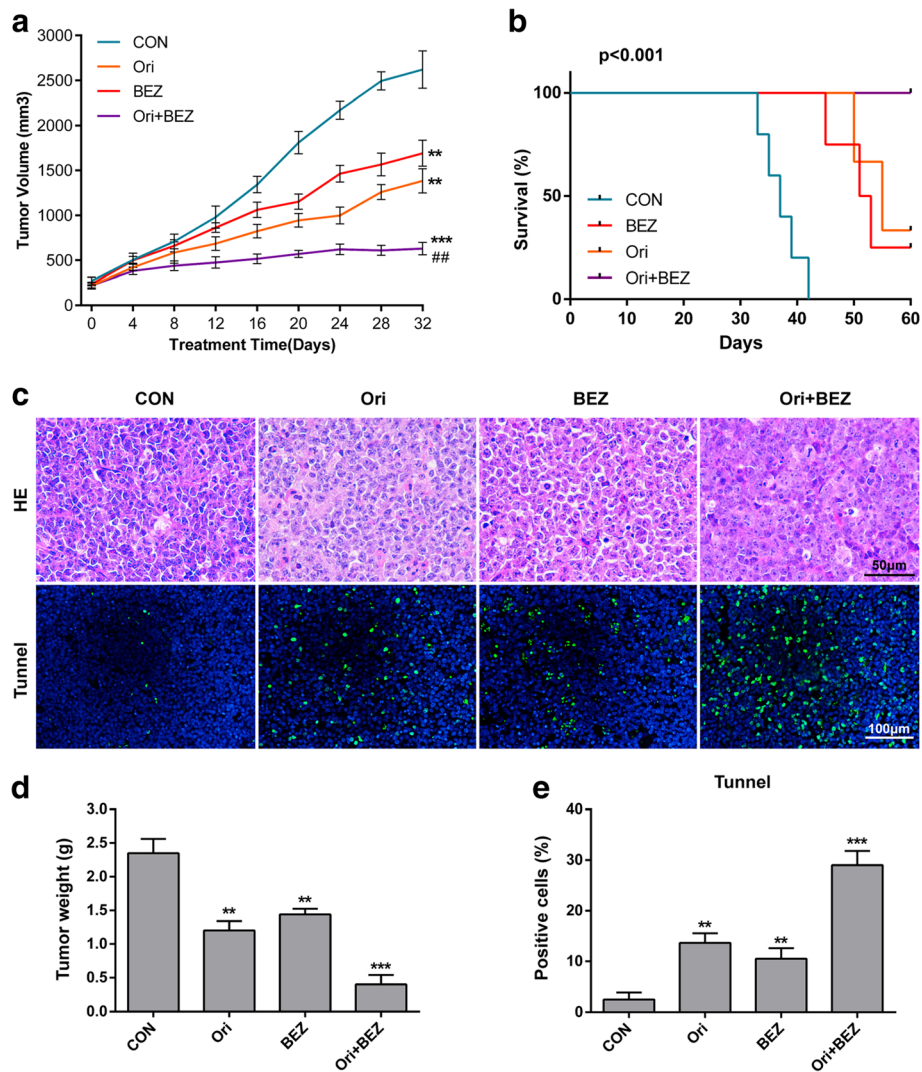 a
3000
2500
2000
1500
1000
500
0
Tumor Volume (mm3)
CON
Ori
BEZ
Ori+BEZ
**
**
***
##
0 4 8 12 16 20 24 28 32
Treatment Time(Days)
b
p<0.001
100
50
0
Survival (%)
CON
BEZ
Ori
Ori+BEZ
0 10 20 30 40 50 60
Days
c
CON Ori BEZ Ori+BEZ
HE
50μm
Tunnel
100μm
d
3.0
2.5
2.0
1.5
1.0
0.5
0.0
Tumor weight (g)
**
**
***
CON Ori BEZ Ori+BEZ
e
Tunnel
40
30
20
10
0
Positive cells (%)
**
**
***
CON Ori BEZ Ori+BEZ